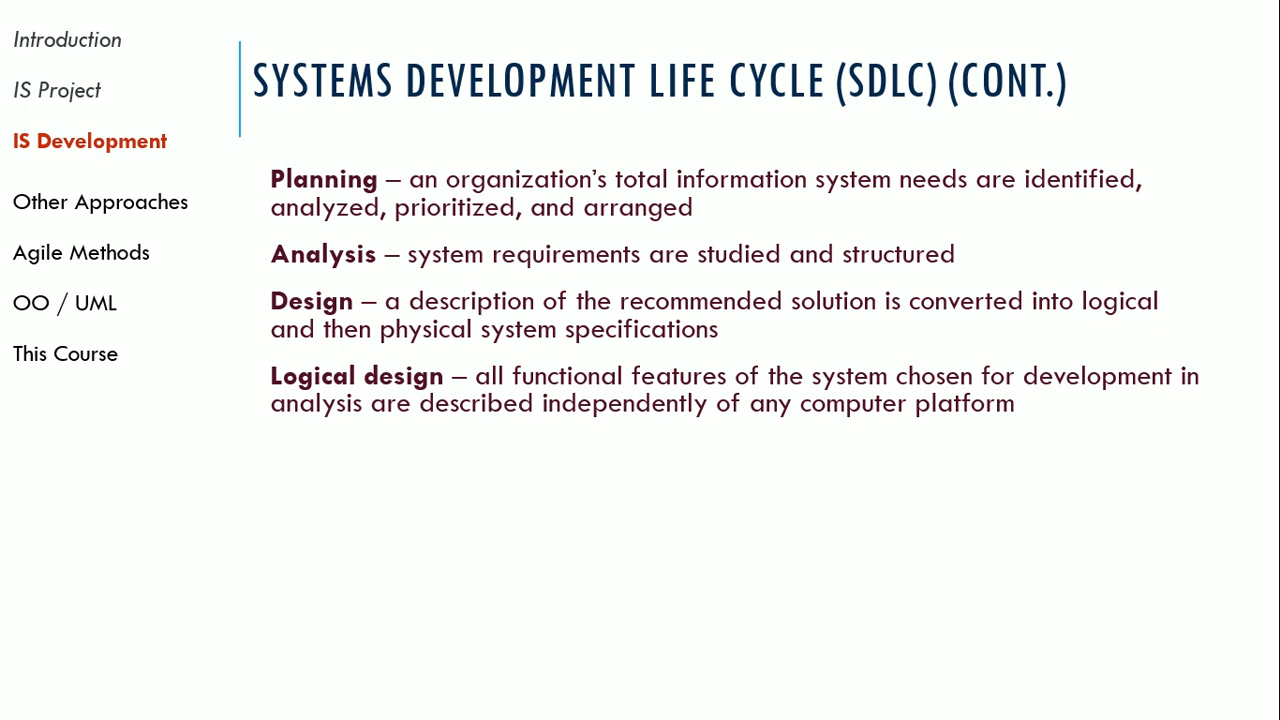 Introduction
IS Project
IS Development
Other Approaches
Agile Methods
OO / UML
This Course
SYSTEMS DEVELOPMENT LIFE CYCLE (SDLC) (CONT.)
Planning – an organization’s total information system needs are identified,
analyzed, prioritized, and arranged
Analysis – system requirements are studied and structured
Design – a description of the recommended solution is converted into logical
and then physical system specifications
Logical design – all functional features of the system chosen for development in
analysis are described independently of any computer platform